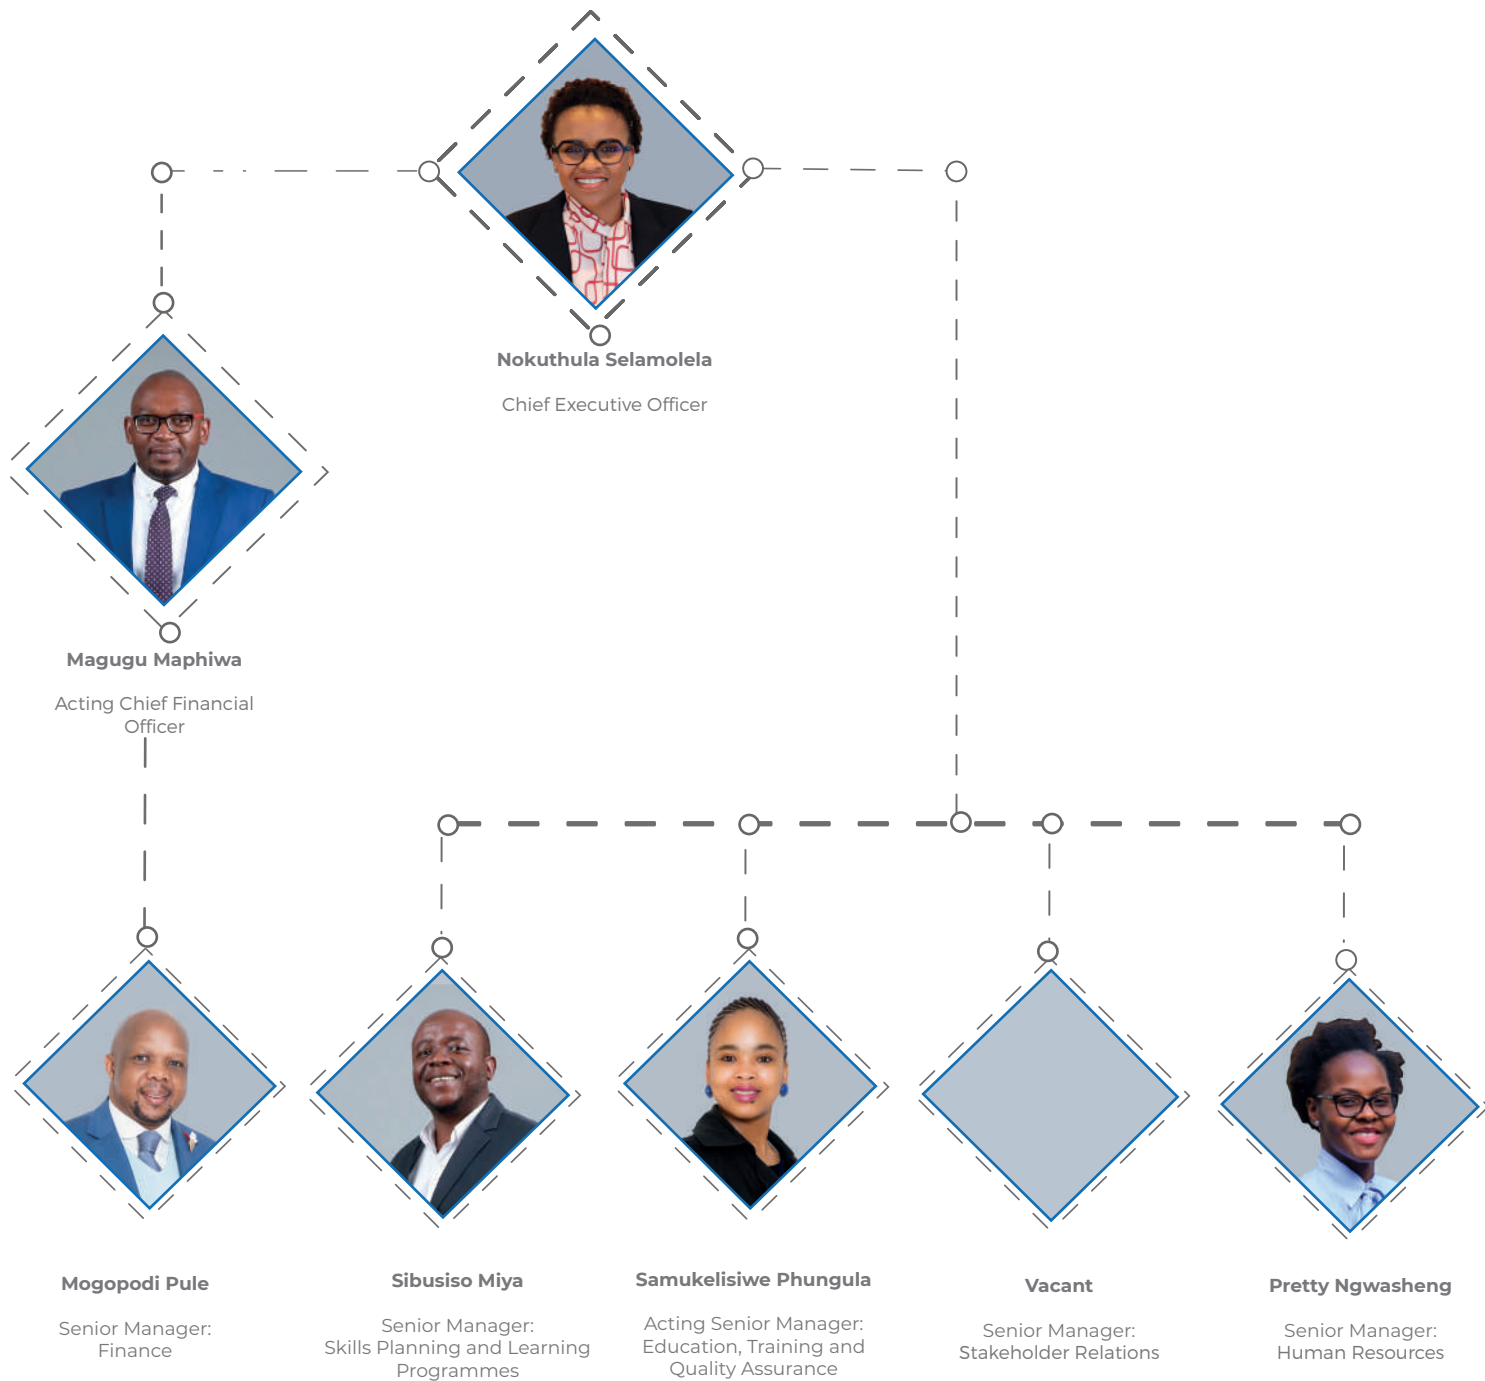 Nokuthula Selamolela
Chief Executive Officer
Magugu Maphiwa
Acting Chief Financial
Officer
Mogopodi Pule
Senior Manager:
Finance
Sibusiso Miya
Senior Manager:
Skills Planning and Learning
Programmes
Samukelisiwe Phungula
Acting Senior Manager:
Education, Training and
Quality Assurance
Vacant
Senior Manager:
Stakeholder Relations
Pretty Ngwasheng
Senior Manager:
Human Resources